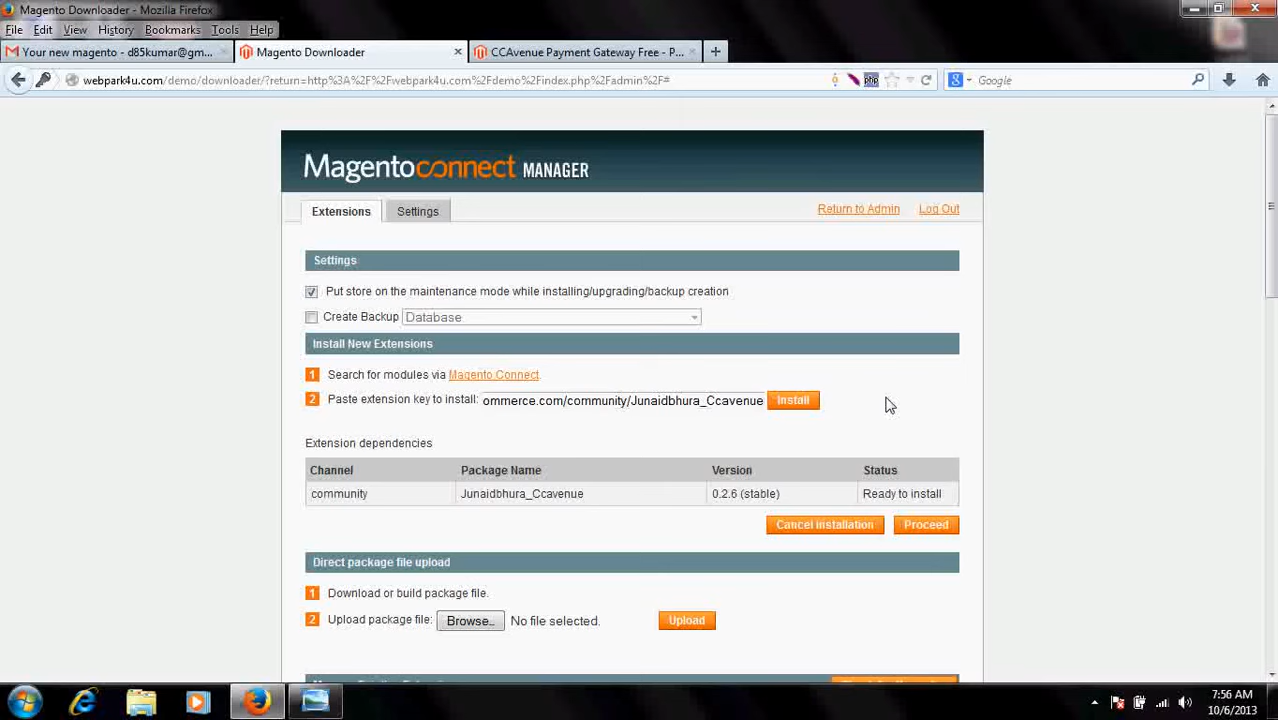 Magento Downloader - Mozilla Firefox
File Edit View History Bookmarks Tools Help
Your new magento - d85kumar@gm...
Magento Downloader
CCAvenue Payment Gateway Free - P...
webpark4u.com/demo/downloader/?return=http%3A%2F%2Fwebpark4u.com%2Fdemo%2Findex.php%2Fadmin%2F#
php
Google
Magentoconnect MANAGER
Extensions Settings Return to Admin Log Out
Settings
Put store on the maintenance mode while installing/upgrading/backup creation
Create Backup Database
Install New Extensions
1 Search for modules via Magento Connect.
2 Paste extension key to install: ommerce.com/community/Junaidbhura_Ccavenue Install
Extension dependencies
Channel Package Name Version Status
community Junaidbhura_Ccavenue 0.2.6 (stable) Ready to install
Cancel installation Proceed
Direct package file upload
1 Download or build package file.
2 Upload package file: Browse... No file selected. Upload
7:56 AM
10/6/2013